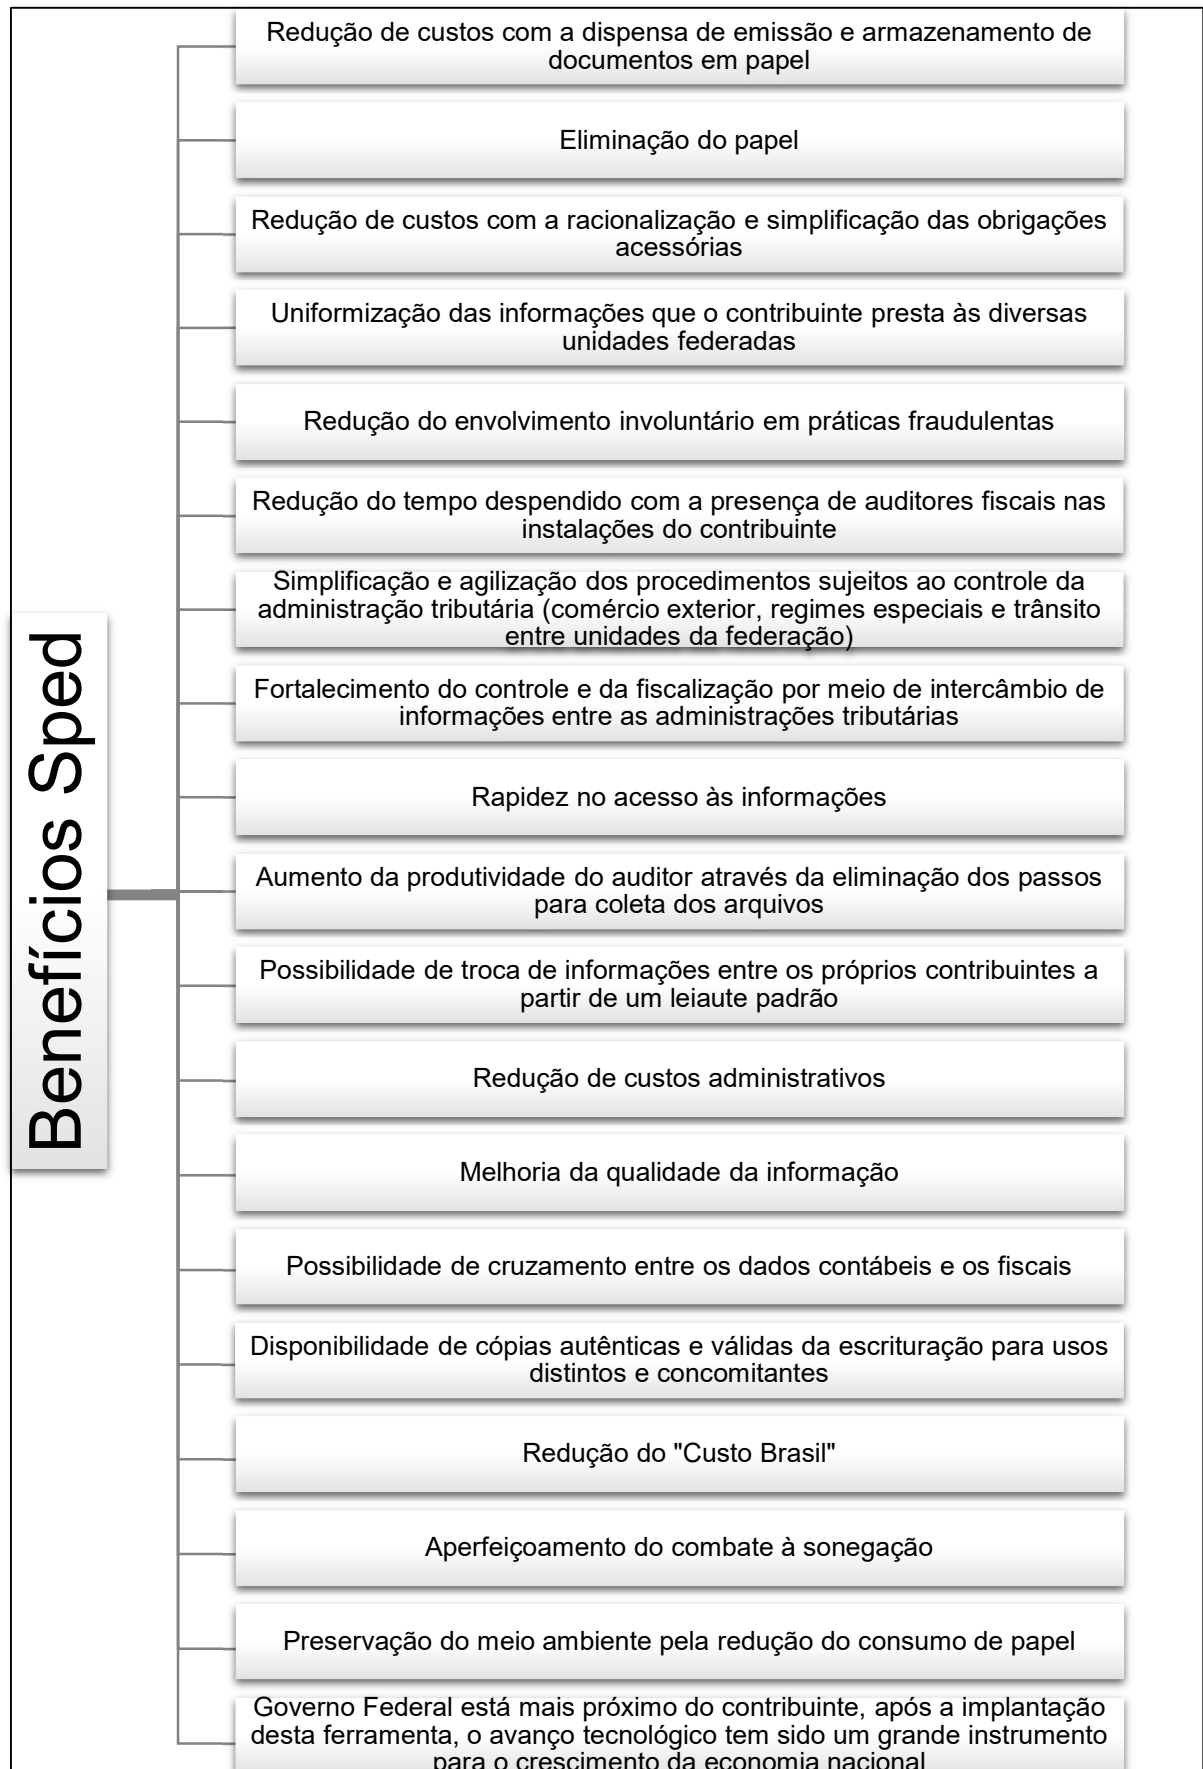 Benefícios Sped
Redução de custos com a dispensa de emissão e armazenamento de
documentos em papel
Eliminação do papel
Redução de custos com a racionalização e simplificação das obrigações
acessórias
Uniformização das informações que o contribuinte presta às diversas
unidades federadas
Redução do envolvimento involuntário em práticas fraudulentas
Redução do tempo despendido com a presença de auditores fiscais nas
instalações do contribuinte
Simplificação e agilização dos procedimentos sujeitos ao controle da
administração tributária (comércio exterior, regimes especiais e trânsito
entre unidades da federação)
Fortalecimento do controle e da fiscalização por meio de intercâmbio de
informações entre as administrações tributárias
Rapidez no acesso às informações
Aumento da produtividade do auditor através da eliminação dos passos
para coleta dos arquivos
Possibilidade de troca de informações entre os próprios contribuintes a
partir de um leiaute padrão
Redução de custos administrativos
Melhoria da qualidade da informação
Possibilidade de cruzamento entre os dados contábeis e os fiscais
Disponibilidade de cópias autênticas e válidas da escrituração para usos
distintos e concomitantes
Redução do "Custo Brasil"
Aperfeiçoamento do combate à sonegação
Preservação do meio ambiente pela redução do consumo de papel
Governo Federal está mais próximo do contribuinte, após a implantação
desta ferramenta, o avanço tecnológico tem sido um grande instrumento
para o crescimento da economia nacional